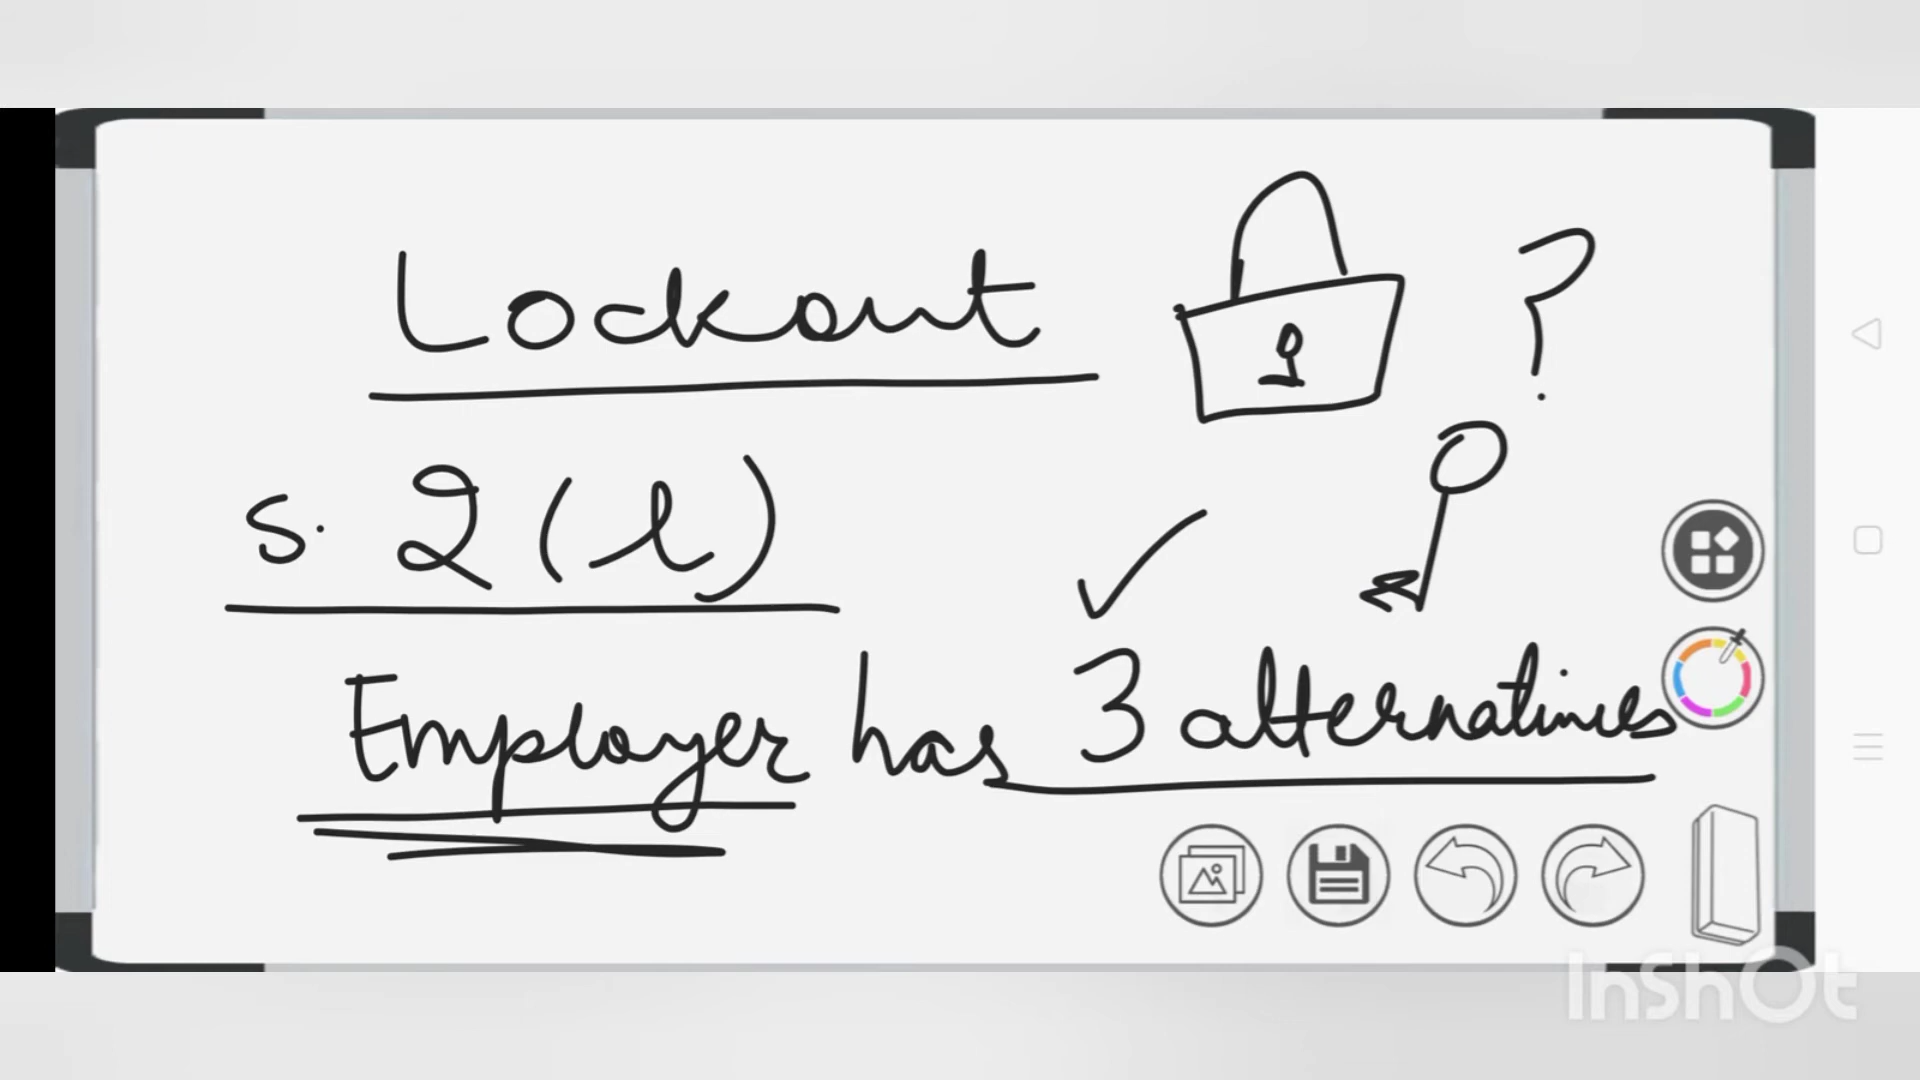 Lockout ?
s. 2(l)
Employer has 3 alternatives
InShOt